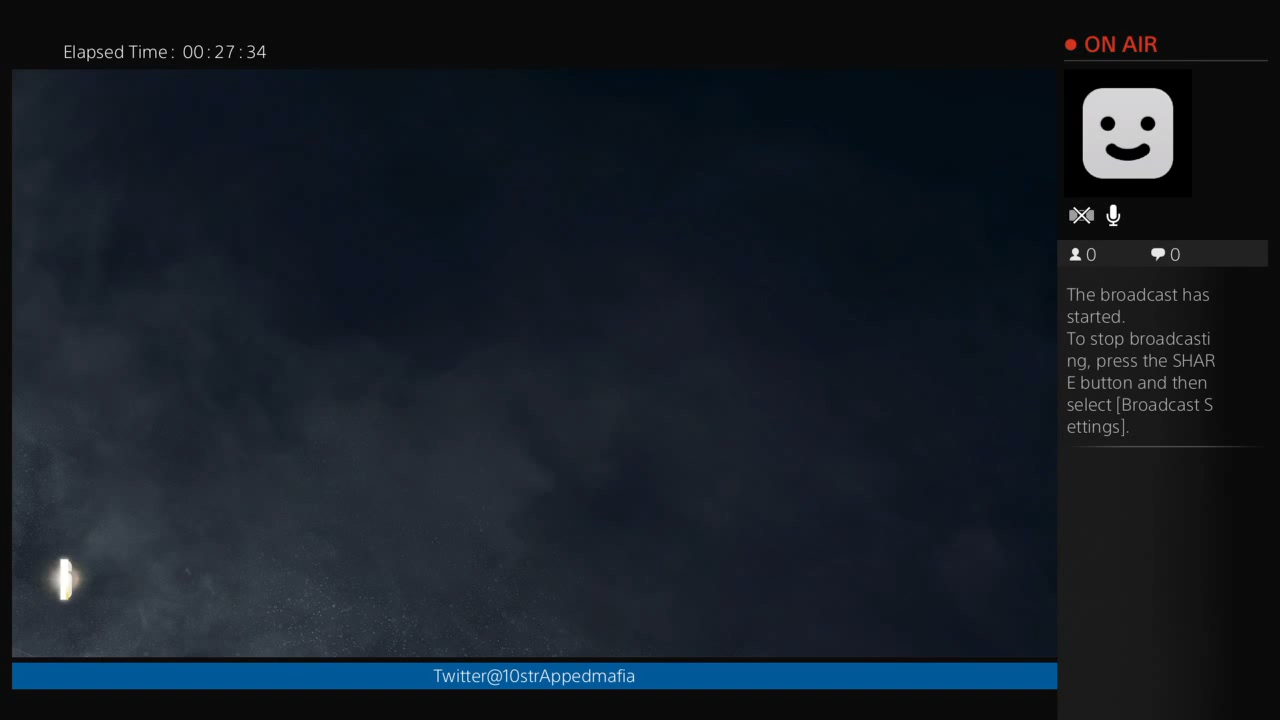 Elapsed Time: 00:27:34
ON AIR
0 0
The broadcast has
started.
To stop broadcasti
ng, press the SHAR
E button and then
select [Broadcast S
ettings].
Twitter@10strAppedmafia